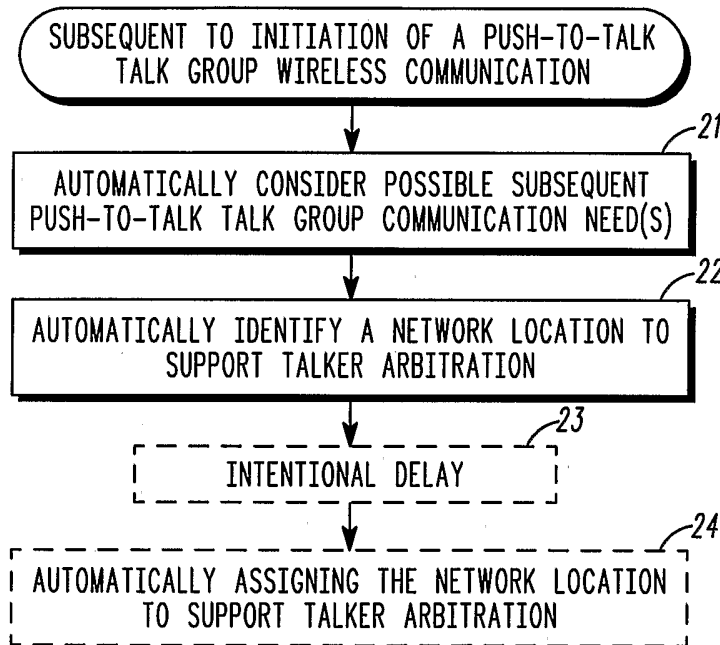 SUBSEQUENT TO INITIATION OF A PUSH-TO-TALK
TALK GROUP WIRELESS COMMUNICATION
21
AUTOMATICALLY CONSIDER POSSIBLE SUBSEQUENT
PUSH-TO-TALK TALK GROUP COMMUNICATION NEED(S)
22
AUTOMATICALLY IDENTIFY A NETWORK LOCATION TO
SUPPORT TALKER ARBITRATION
23
INTENTIONAL DELAY
24
AUTOMATICALLY ASSIGNING THE NETWORK LOCATION
TO SUPPORT TALKER ARBITRATION